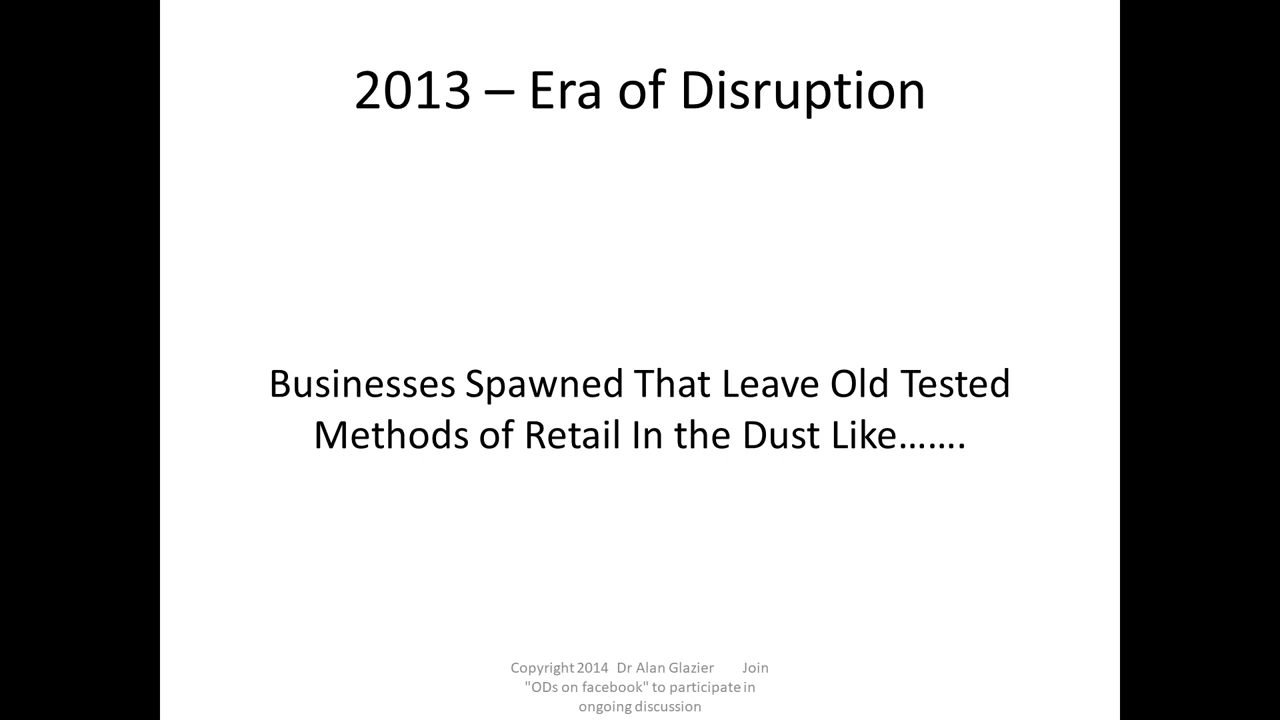 2013 – Era of Disruption
Businesses Spawned That Leave Old Tested
Methods of Retail In the Dust Like…….
Copyright 2014 Dr Alan Glazier Join
"ODs on facebook" to participate in
ongoing discussion